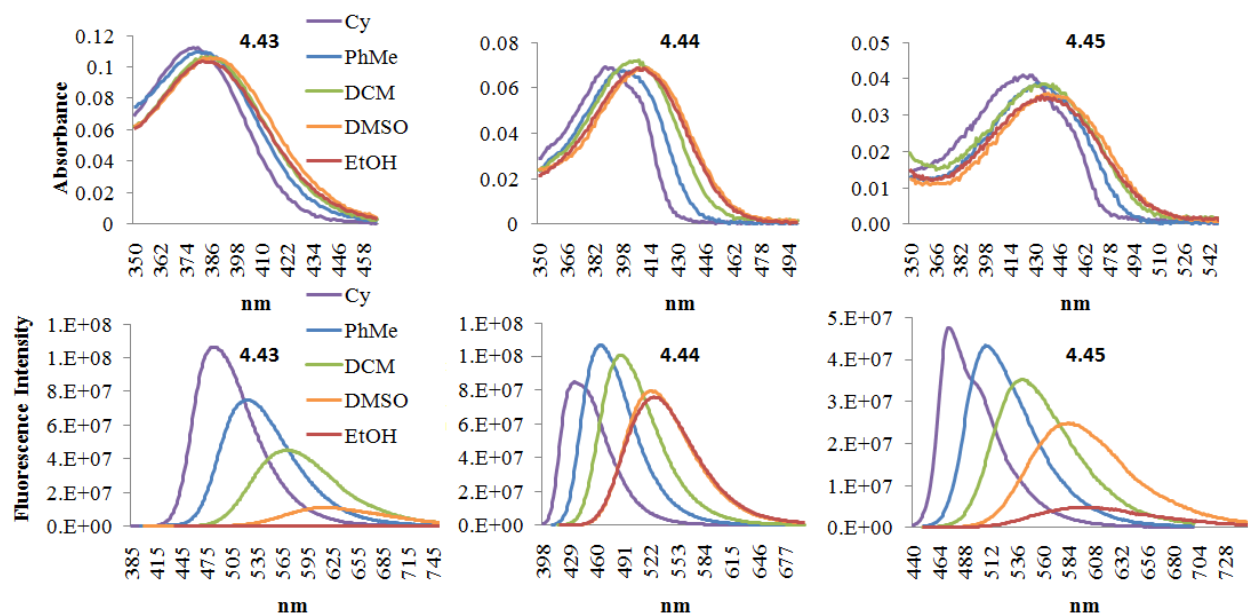 Absorbance
4.43
0.12
0.1
0.08
0.06
0.04
0.02
0
350 362 374 386 398 410 422 434 446 458
nm
Cy
PhMe
DCM
DMSO
EtOH
4.44
0.08
0.06
0.04
0.02
0
350 366 382 398 414 430 446 462 478 494
nm
4.45
0.05
0.04
0.03
0.02
0.01
0.00
350 366 382 398 414 430 446 462 478 494 510 526 542
nm
Fluorescence Intensity
4.43
1.E+08
1.E+08
8.E+07
6.E+07
4.E+07
2.E+07
0.E+00
385 415 445 475 505 535 565 595 625 655 685 715 745
nm
Cy
PhMe
DCM
DMSO
EtOH
4.44
1.E+08
1.E+08
8.E+07
6.E+07
4.E+07
2.E+07
0.E+00
398 429 460 491 522 553 584 615 646 677
nm
4.45
5.E+07
4.E+07
3.E+07
2.E+07
1.E+07
0.E+00
440 464 488 512 536 560 584 608 632 656 680 704 728
nm